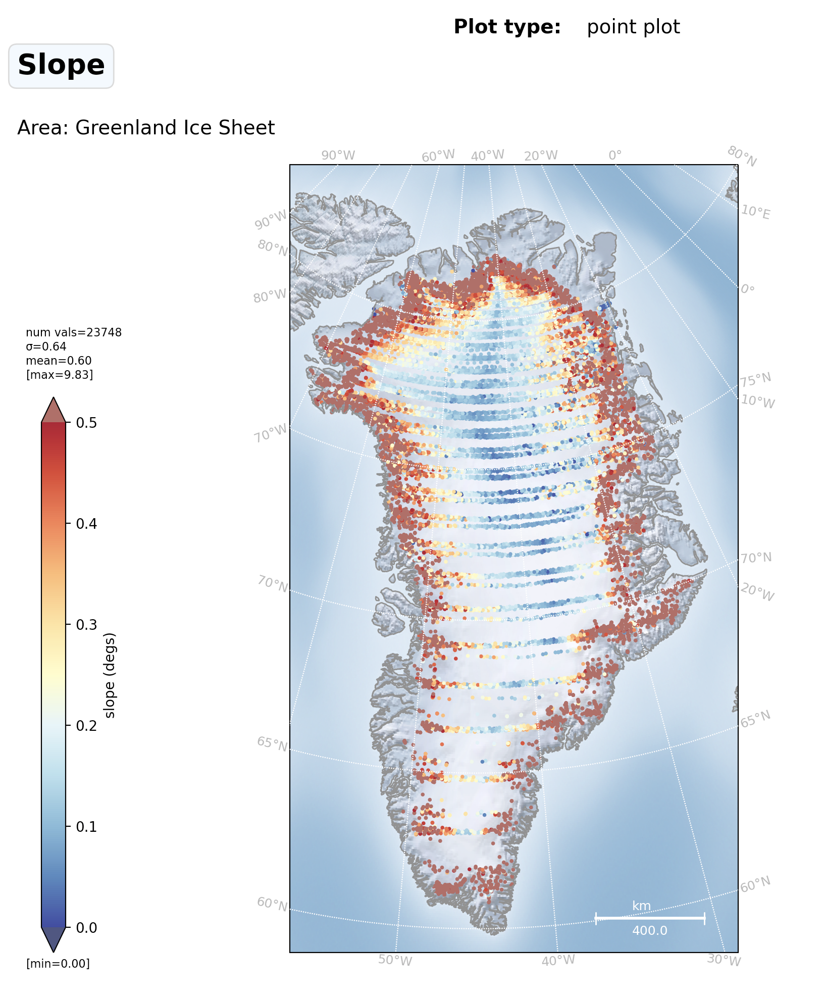 Plot type: point plot
Slope
Area: Greenland Ice Sheet
90°W 60°W 40°W 20°W 0° 80°N
90°W
10°E
80°N
0°
80°W
num vals=23748
σ=0.64
mean=0.60
[max=9.83]
75°N
10°W
0.5
70°W
0.4
70°N
70°N
20°W
0.3
slope (degs)
0.2
65°N
65°N
0.1
60°N
60°N
km
400.0
0.0
[min=0.00]
50°W 40°W 30°W